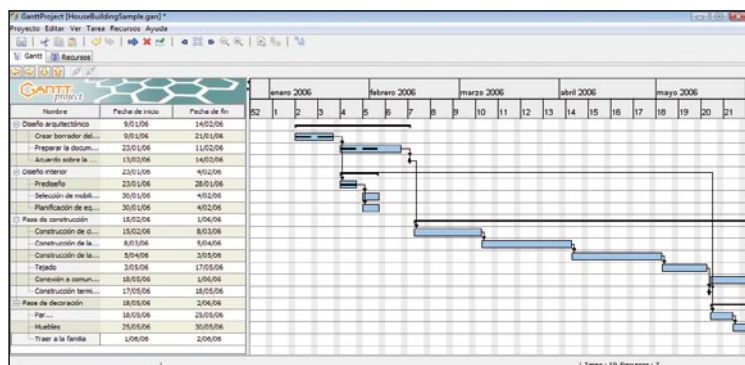 GanttProject [HouseBuildingSample.gan] *
Proyecto Editar Ver Tarea Recursos Ayuda
Gantt Recursos
GANTT project
enero 2006 febrero 2006 marzo 2006 abril 2006 mayo 2006
Nombre Fecha de inicio Fecha de fin 52 1 2 3 4 5 6 7 8 9 10 11 12 13 14 15 16 17 18 19 20 21
Diseño arquitectónico 9/01/06 14/02/06
Crear borrador del... 9/01/06 21/01/06
Preparar la docum... 23/01/06 11/02/06
Acuerdo sobre la ... 13/02/06 14/02/06
Diseño interior 23/01/06 4/02/06
Prediseño 23/01/06 28/01/06
Selección de mobili... 30/01/06 4/02/06
Planificación de eq... 30/01/06 4/02/06
Fase de construcción 15/02/06 1/06/06
Construcción de ci... 15/02/06 8/03/06
Construcción de la... 8/03/06 5/04/06
Construcción de la... 5/04/06 3/05/06
Tejado 3/05/06 17/05/06
Conexión a comun... 18/05/06 1/06/06
Construcción termi... 17/05/06 18/05/06
Fase de decoración 18/05/06 2/06/06
Par... 18/05/06 25/05/06
Muebles 25/05/06 30/05/06
Traer a la familia 1/06/06 2/06/06